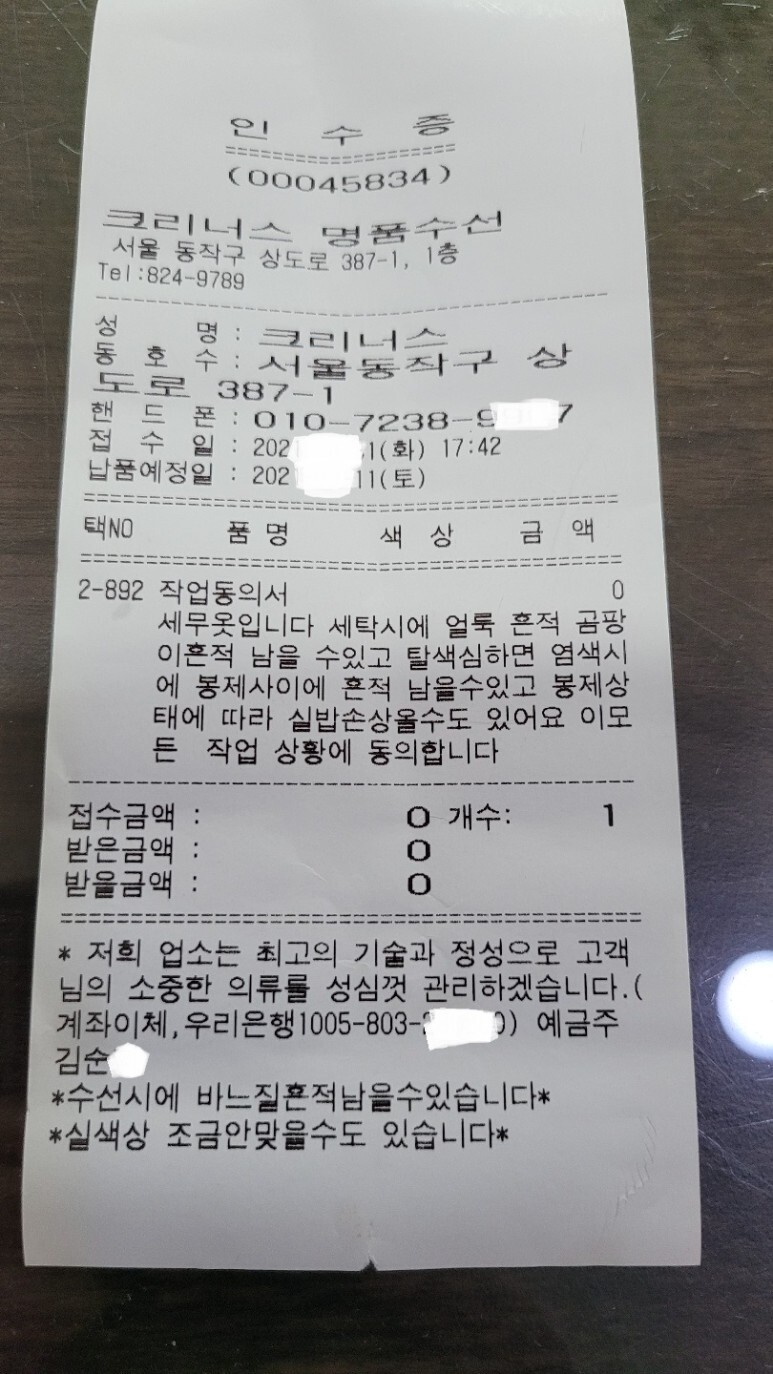 인 수 증
(00045834)
크리너스 명품수선
서울 동작구 상도로 387-1, 1층
Tel:824-9789
성 명 : 크리너스
동 호 수 : 서울동작구 상
도로 387-1
핸 드 폰 : 010-7238-9 7
접 수 일 : 202 1(화) 17:42
납품예정일 : 202 11(토)
택NO 품 명 색 상 금 액
2-892 작업동의서 0
세무옷입니다 세탁시에 얼룩 흔적 곰팡
이흔적 남을 수있고 탈색심하면 염색시
에 봉제사이에 흔적 남을수있고 봉제상
태에 따라 실밥손상올수도 있어요 이모
든 작업 상황에 동의합니다
접수금액 : 0 개수: 1
받은금액 : 0
받을금액 : 0
* 저희 업소는 최고의 기술과 정성으로 고객
님의 소중한 의류를 성심껏 관리하겠습니다.(
계좌이체,우리은행1005-803- 0) 예금주
김순
*수선시에 바느질흔적남을수있습니다*
*실색상 조금안맞을수도 있습니다*